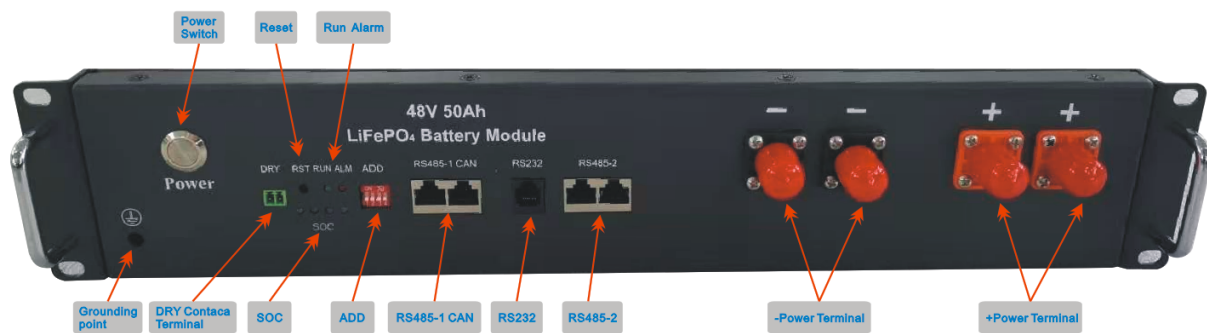 Power
Switch
Reset
Run Alarm
48V 50Ah
LiFePO₄ Battery Module
− − + +
DRY RST RUN ALM ADD RS485-1 CAN RS232 RS485-2
Power
SOC
Grounding
point
DRY Contaca
Terminal
SOC
ADD
RS485-1 CAN
RS232
RS485-2
-Power Terminal
+Power Terminal